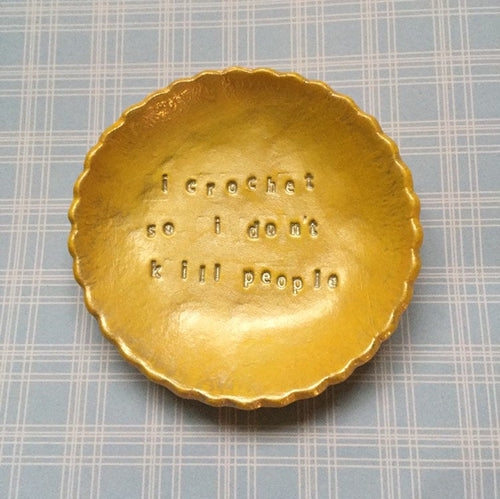 i crochet
so i don't
kill people